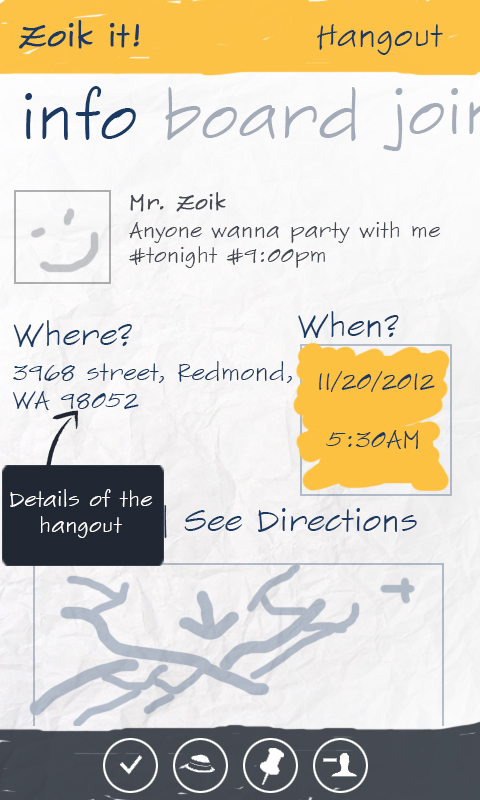 Zoik it!
Hangout
info board join
Mr. Zoik
Anyone wanna party with me
#tonight #9:00pm
Where?
3968 street, Redmond,
WA 98052
When?
11/20/2012
5:30AM
Details of the
hangout
See Directions